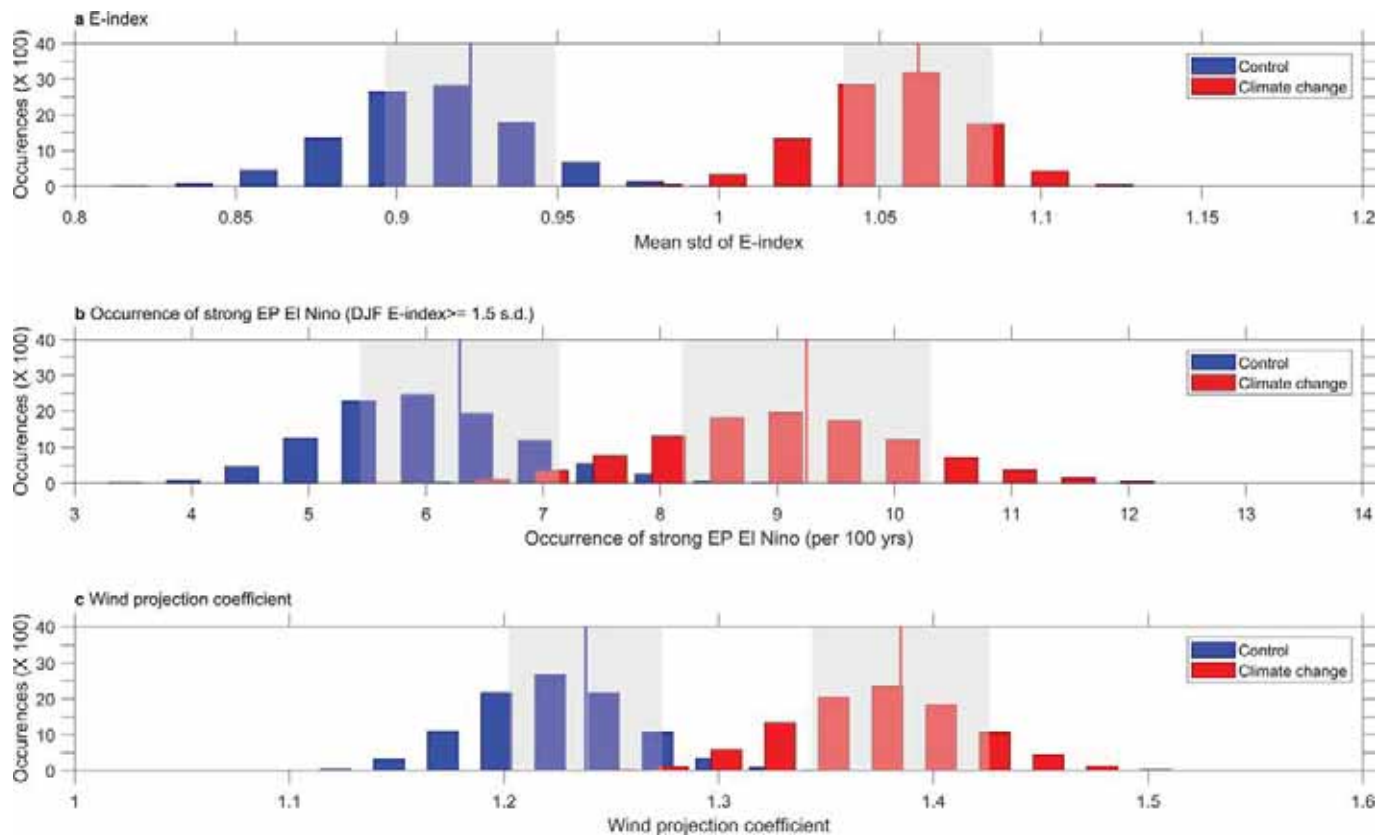 a E-index
Occurences (X 100)
40
30
20
10
0
Control
Climate change
0.8 0.85 0.9 0.95 1 1.05 1.1 1.15 1.2
Mean std of E-index
b Occurrence of strong EP El Nino (DJF E-index>= 1.5 s.d.)
Occurences (X 100)
40
30
20
10
0
Control
Climate change
3 4 5 6 7 8 9 10 11 12 13 14
Occurrence of strong EP El Nino (per 100 yrs)
c Wind projection coefficient
Occurences (X 100)
40
30
20
10
0
Control
Climate change
1 1.1 1.2 1.3 1.4 1.5 1.6
Wind projection coefficient